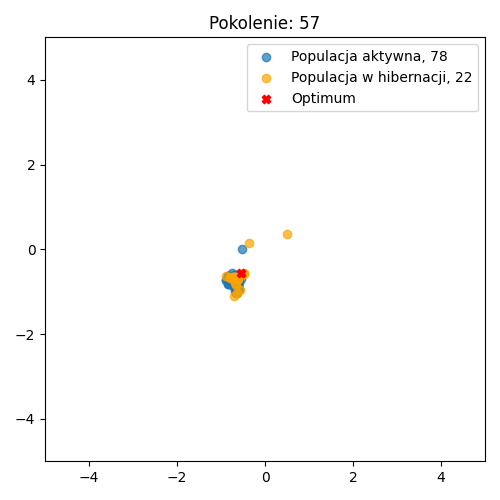 Pokolenie: 57
Populacja aktywna, 78
Populacja w hibernacji, 22
Optimum
4
2
0
−2
−4
−4 −2 0 2 4